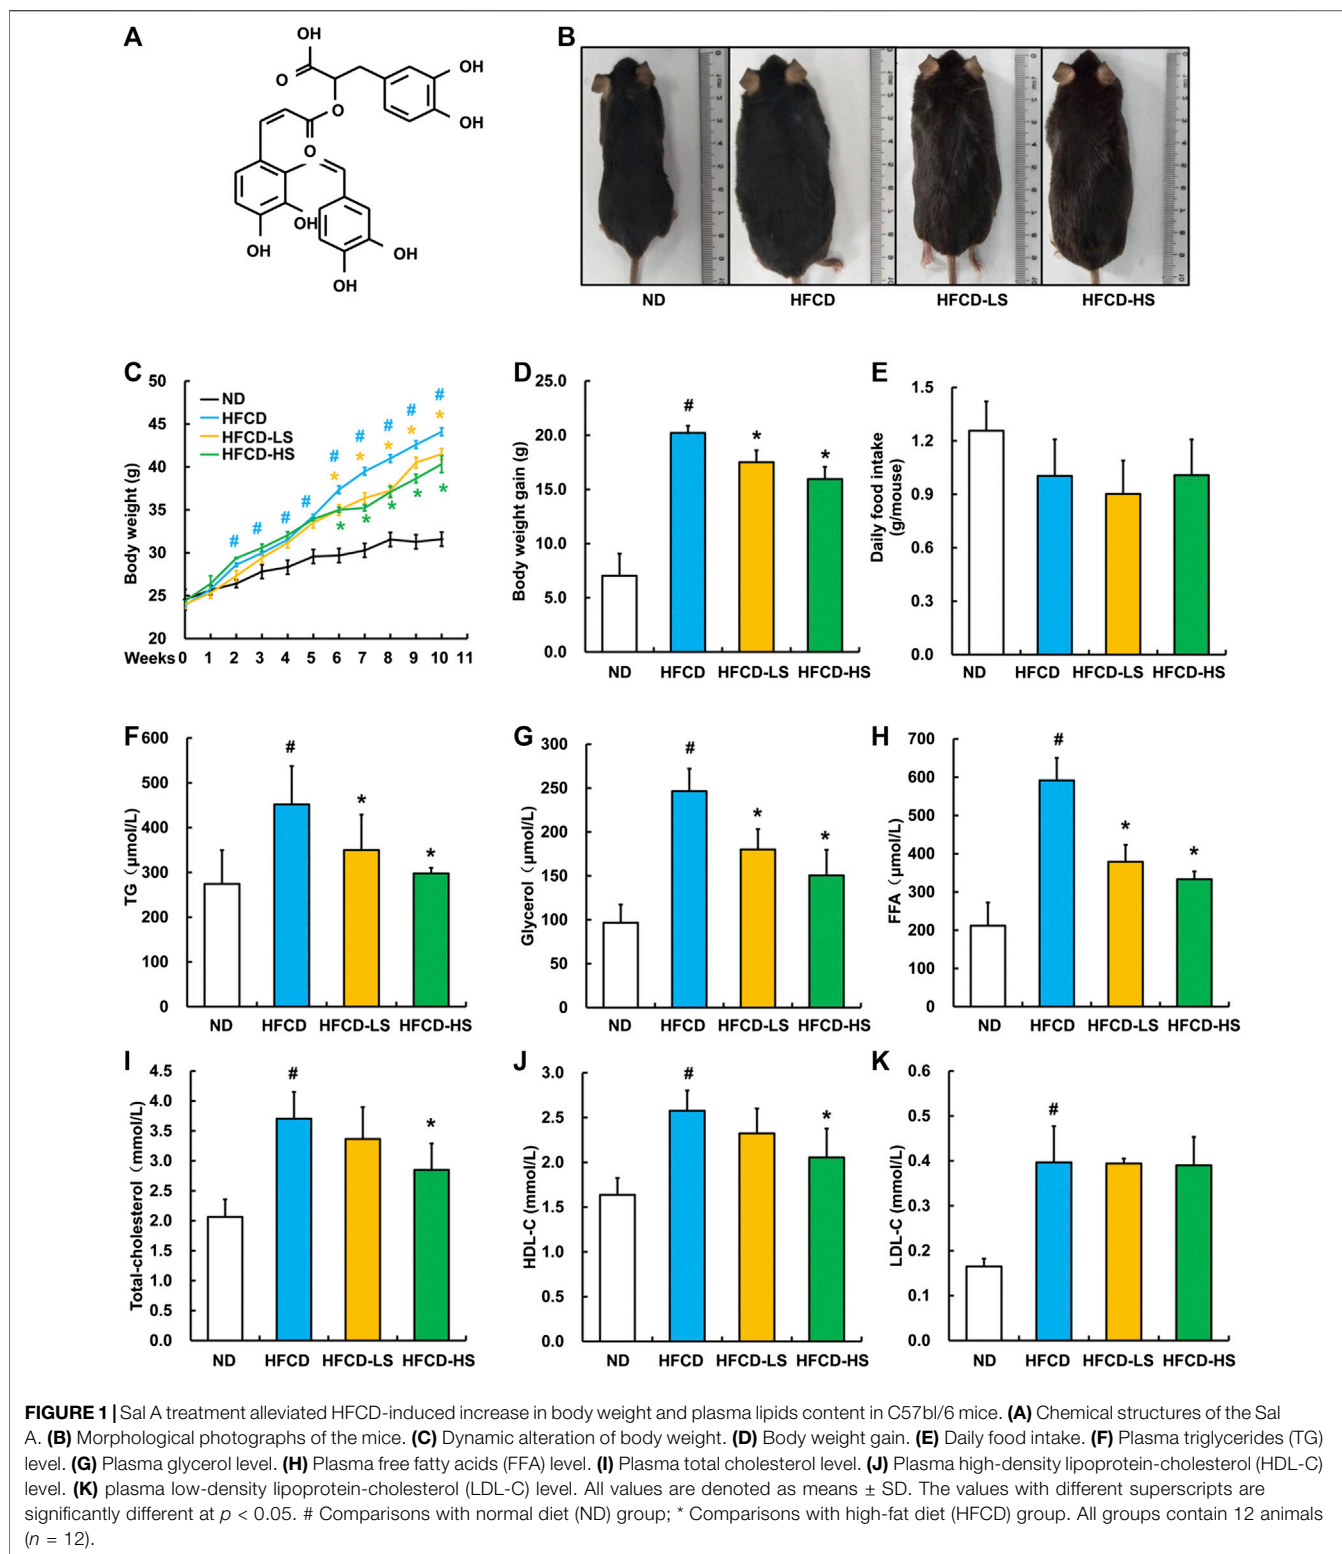 A
OH
O
OH
O
OH
O
OH
OH
OH
OH
B
ND
HFCD
HFCD-LS
HFCD-HS
C
50
45
40
35
30
25
20
Body weight (g)
ND
HFCD
HFCD-LS
HFCD-HS
# # # # # # # # #
* * * * *
* * * * *
Weeks 0 1 2 3 4 5 6 7 8 9 10 11
D
25.0
20.0
15.0
10.0
5.0
0.0
Body weight gain (g)
# * *
ND HFCD HFCD-LS HFCD-HS
E
1.5
1.2
0.9
0.6
0.3
0.0
Daily food intake
(g/mouse)
ND HFCD HFCD-LS HFCD-HS
F
600
500
400
300
200
100
0
TG (μmol/L)
# * *
ND HFCD HFCD-LS HFCD-HS
G
300
250
200
150
100
50
0
Glycerol (μmol/L)
# * *
ND HFCD HFCD-LS HFCD-HS
H
700
600
500
400
300
200
100
0
FFA (μmol/L)
# * *
ND HFCD HFCD-LS HFCD-HS
I
4.5
4.0
3.5
3.0
2.5
2.0
1.5
1.0
0.5
0.0
Total-cholesterol (mmol/L)
# *
ND HFCD HFCD-LS HFCD-HS
J
3.0
2.5
2.0
1.5
1.0
0.5
0.0
HDL-C (mmol/L)
# *
ND HFCD HFCD-LS HFCD-HS
K
0.6
0.5
0.4
0.3
0.2
0.1
0.0
LDL-C (mmol/L)
#
ND HFCD HFCD-LS HFCD-HS
FIGURE 1 | Sal A treatment alleviated HFCD-induced increase in body weight and plasma lipids content in C57bl/6 mice. (A) Chemical structures of the Sal
A. (B) Morphological photographs of the mice. (C) Dynamic alteration of body weight. (D) Body weight gain. (E) Daily food intake. (F) Plasma triglycerides (TG)
level. (G) Plasma glycerol level. (H) Plasma free fatty acids (FFA) level. (I) Plasma total cholesterol level. (J) Plasma high-density lipoprotein-cholesterol (HDL-C)
level. (K) plasma low-density lipoprotein-cholesterol (LDL-C) level. All values are denoted as means ± SD. The values with different superscripts are
significantly different at p < 0.05. # Comparisons with normal diet (ND) group; * Comparisons with high-fat diet (HFCD) group. All groups contain 12 animals
(n = 12).